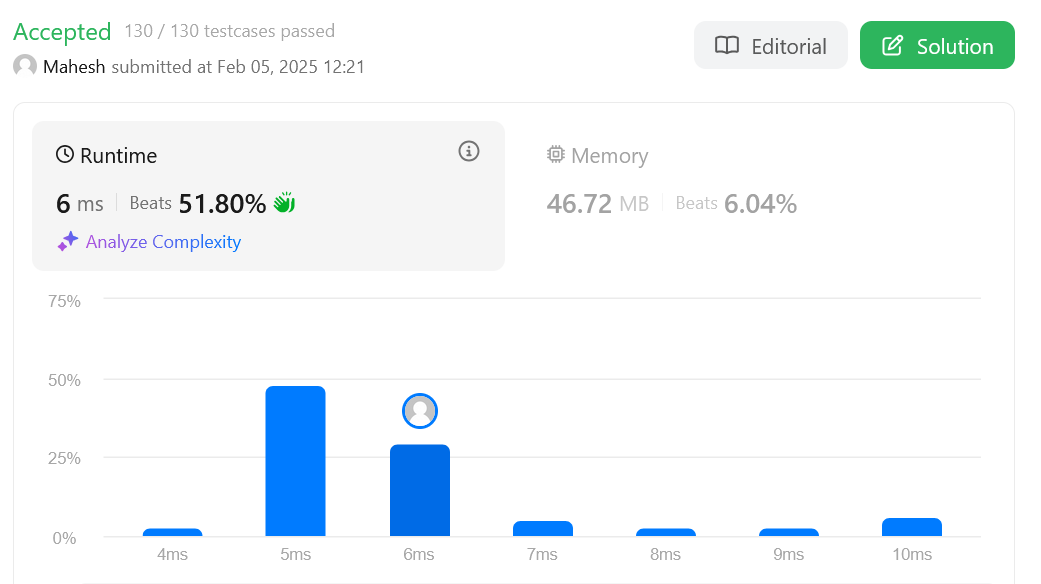 Accepted 130 / 130 testcases passed
Mahesh submitted at Feb 05, 2025 12:21
Editorial
Solution
Runtime
6 ms Beats 51.80%
Analyze Complexity
Memory
46.72 MB Beats 6.04%
75%
50%
25%
0%
4ms 5ms 6ms 7ms 8ms 9ms 10ms